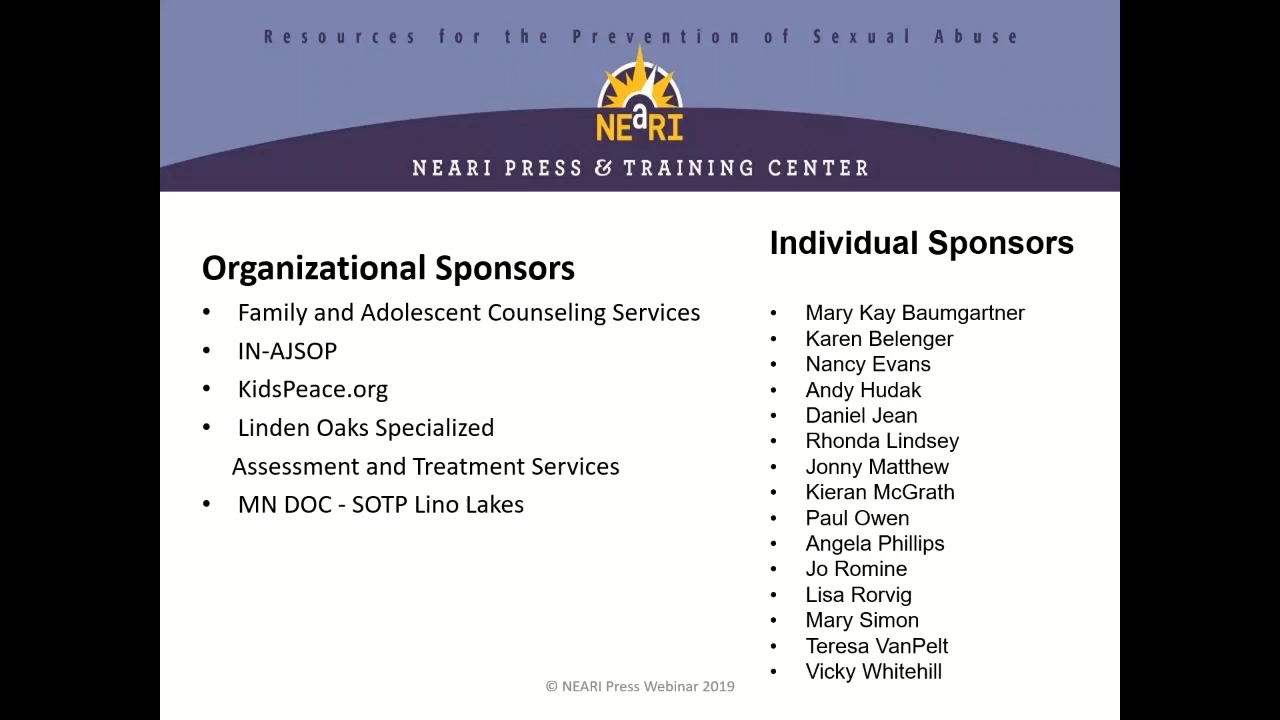 Resources for the Prevention of Sexual Abuse
NEaRI
NEARI PRESS & TRAINING CENTER
Organizational Sponsors
• Family and Adolescent Counseling Services
• IN-AJSOP
• KidsPeace.org
• Linden Oaks Specialized
Assessment and Treatment Services
• MN DOC - SOTP Lino Lakes
Individual Sponsors
• Mary Kay Baumgartner
• Karen Belenger
• Nancy Evans
• Andy Hudak
• Daniel Jean
• Rhonda Lindsey
• Jonny Matthew
• Kieran McGrath
• Paul Owen
• Angela Phillips
• Jo Romine
• Lisa Rorvig
• Mary Simon
• Teresa VanPelt
• Vicky Whitehill
© NEARI Press Webinar 2019